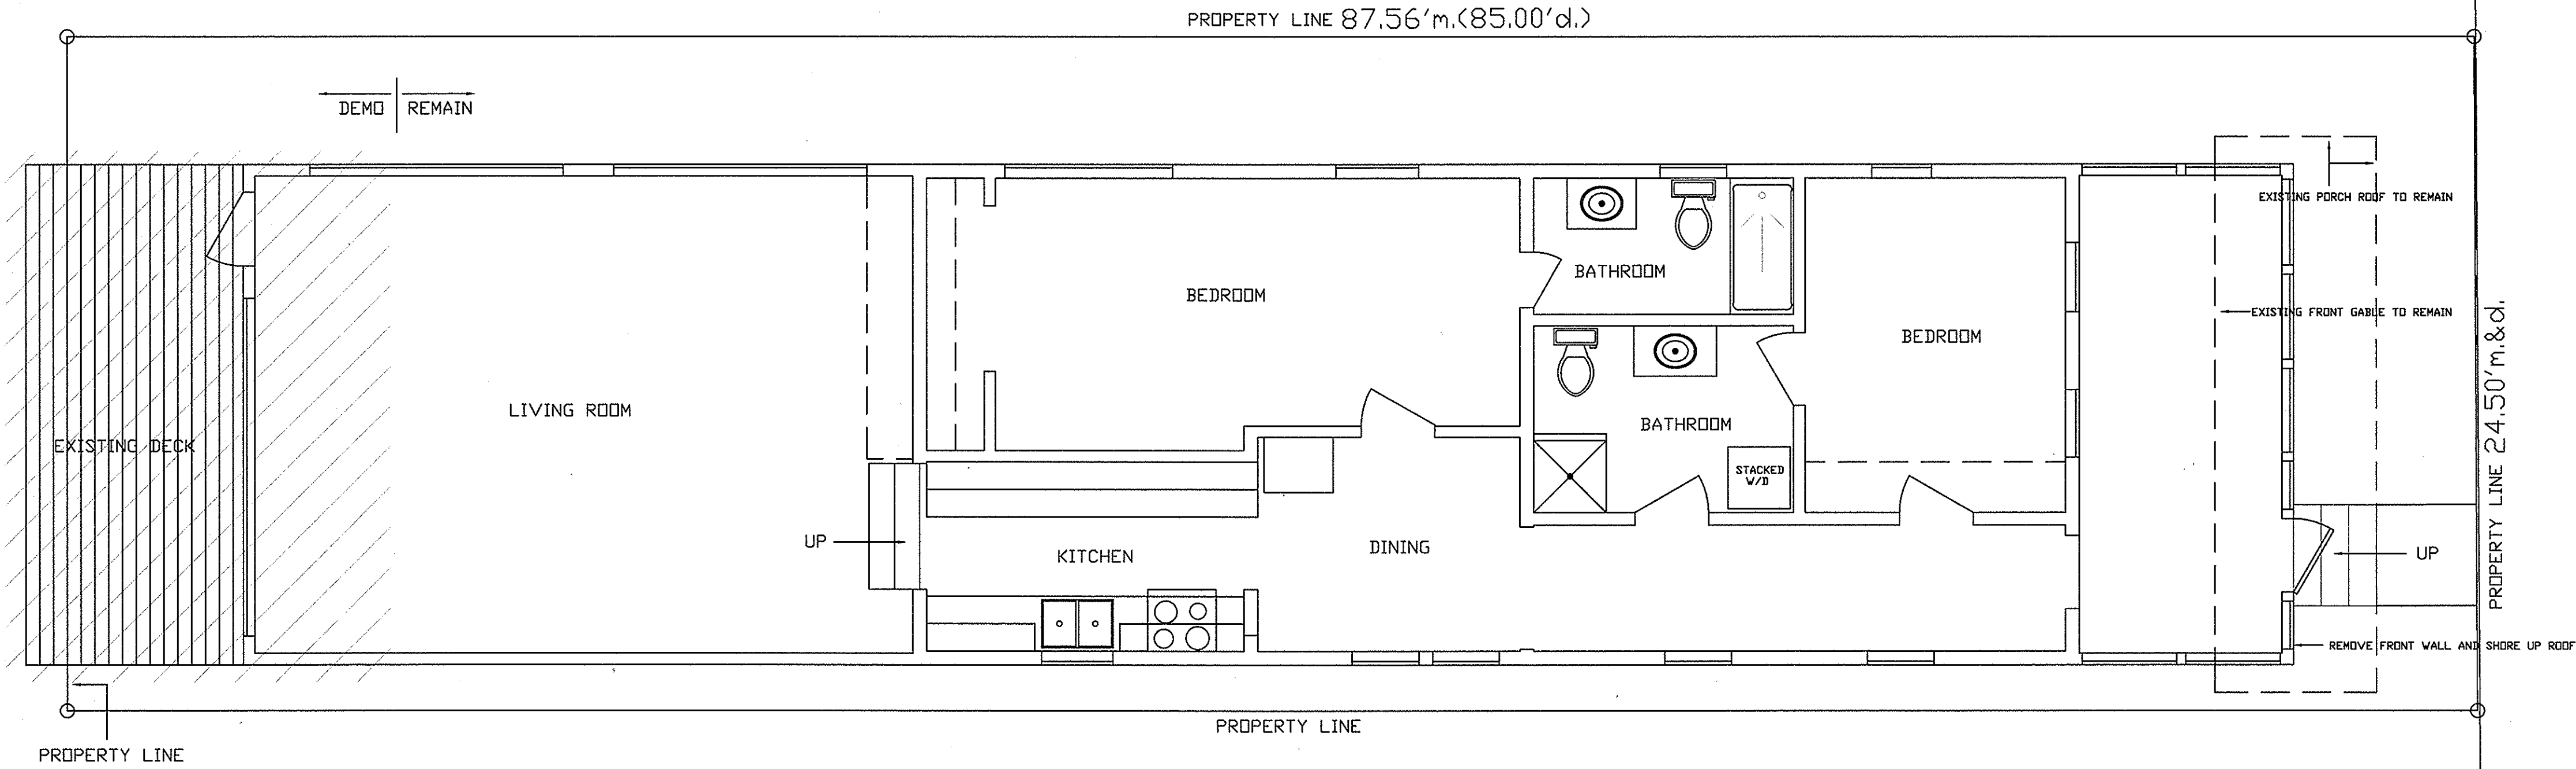 PROPERTY LINE 87.56'm.(85.00'd.)
DEMO REMAIN
EXISTING PORCH ROOF TO REMAIN
BATHROOM
BEDROOM
EXISTING FRONT GABLE TO REMAIN
BEDROOM
LIVING ROOM
BATHROOM
EXISTING DECK
STACKED
W/D
UP
KITCHEN
DINING
UP
PROPERTY LINE 24.50'm.&d.
REMOVE FRONT WALL AND SHORE UP ROOF
PROPERTY LINE
PROPERTY LINE